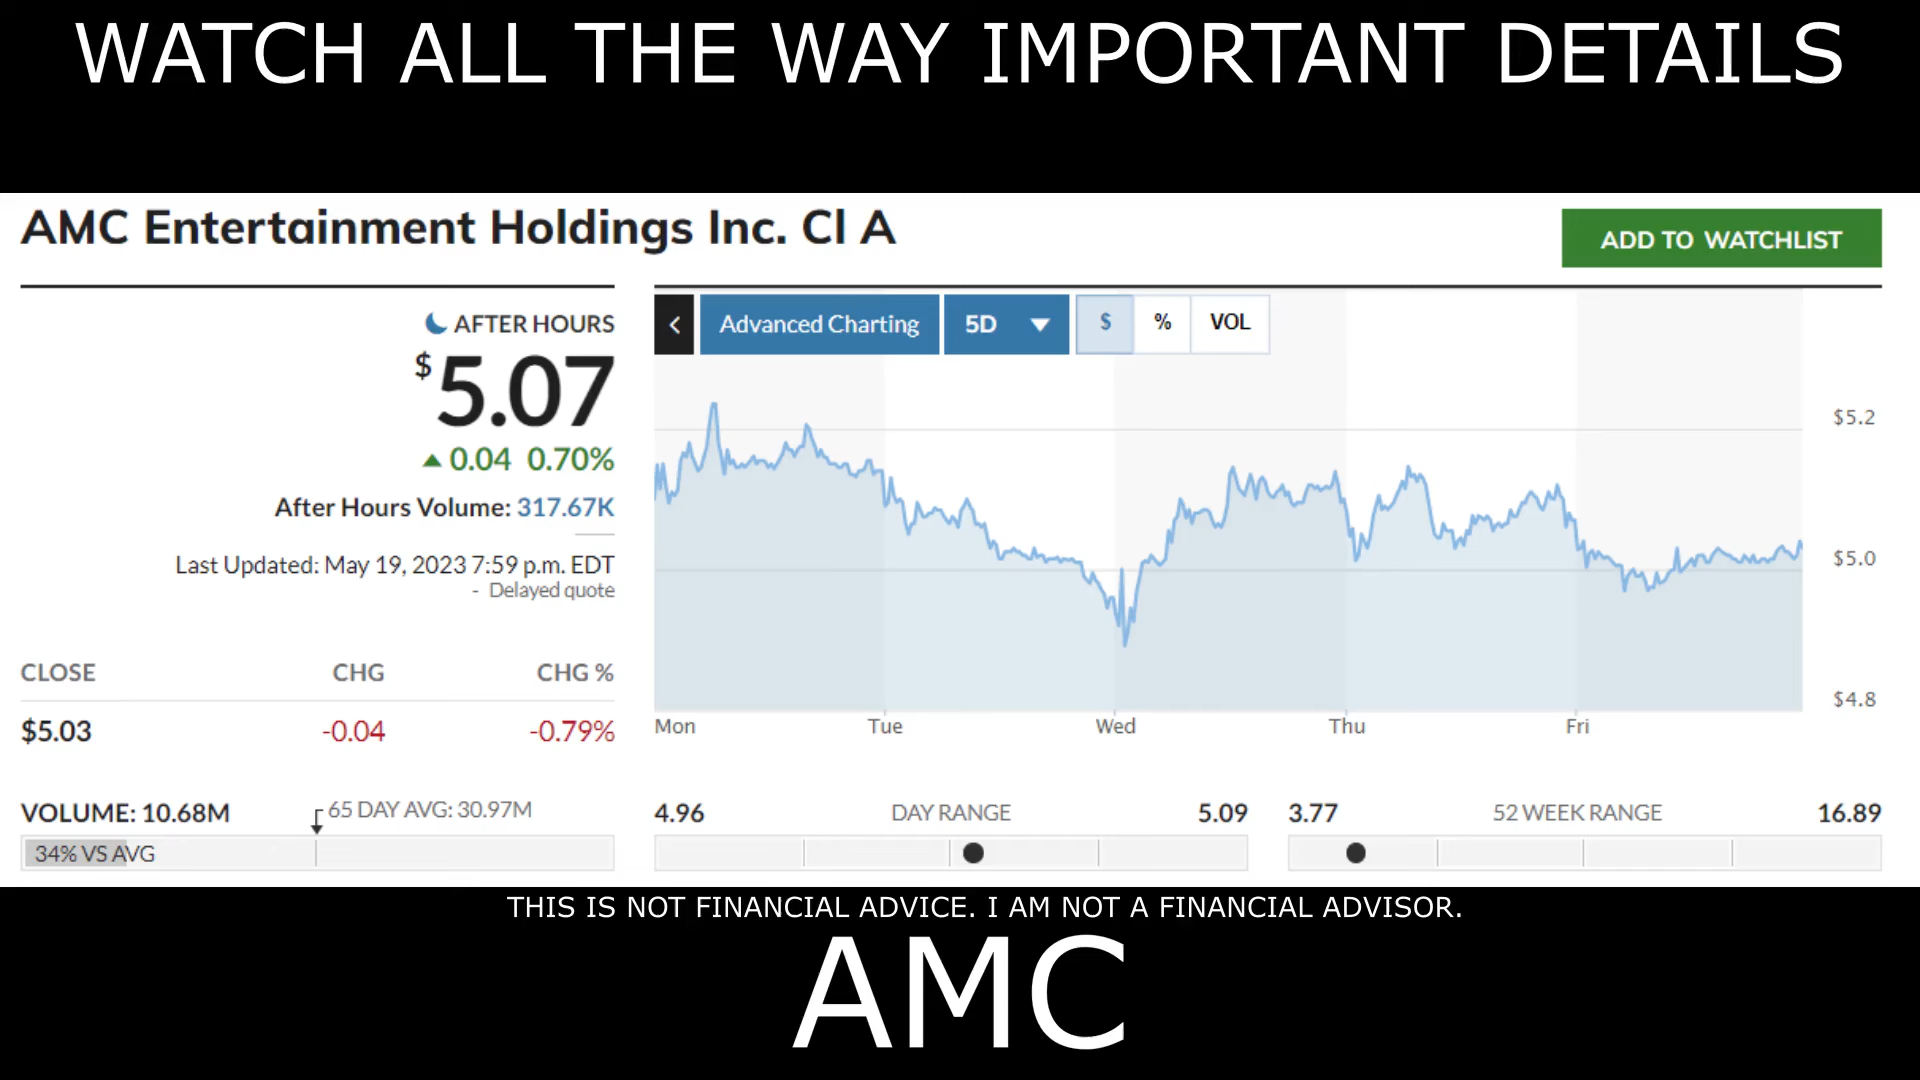 WATCH ALL THE WAY IMPORTANT DETAILS
AMC Entertainment Holdings Inc. Cl A
ADD TO WATCHLIST
AFTER HOURS
$5.07
0.04 0.70%
After Hours Volume: 317.67K
Last Updated: May 19, 2023 7:59 p.m. EDT
- Delayed quote
CLOSE CHG CHG %
$5.03 -0.04 -0.79%
VOLUME: 10.68M 65 DAY AVG: 30.97M
34% VS AVG
Advanced Charting 5D $ % VOL
$5.2
$5.0
$4.8
Mon Tue Wed Thu Fri
4.96 DAY RANGE 5.09
3.77 52 WEEK RANGE 16.89
THIS IS NOT FINANCIAL ADVICE. I AM NOT A FINANCIAL ADVISOR.
AMC